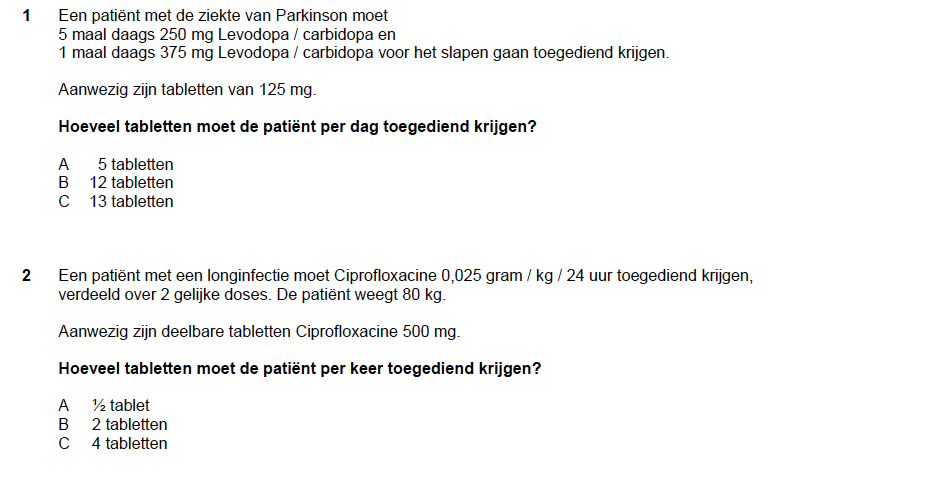 1 Een patiënt met de ziekte van Parkinson moet
5 maal daags 250 mg Levodopa / carbidopa en
1 maal daags 375 mg Levodopa / carbidopa voor het slapen gaan toegediend krijgen.
Aanwezig zijn tabletten van 125 mg.
Hoeveel tabletten moet de patiënt per dag toegediend krijgen?
A 5 tabletten
B 12 tabletten
C 13 tabletten
2 Een patiënt met een longinfectie moet Ciprofloxacine 0,025 gram / kg / 24 uur toegediend krijgen,
verdeeld over 2 gelijke doses. De patiënt weegt 80 kg.
Aanwezig zijn deelbare tabletten Ciprofloxacine 500 mg.
Hoeveel tabletten moet de patiënt per keer toegediend krijgen?
A ½ tablet
B 2 tabletten
C 4 tabletten